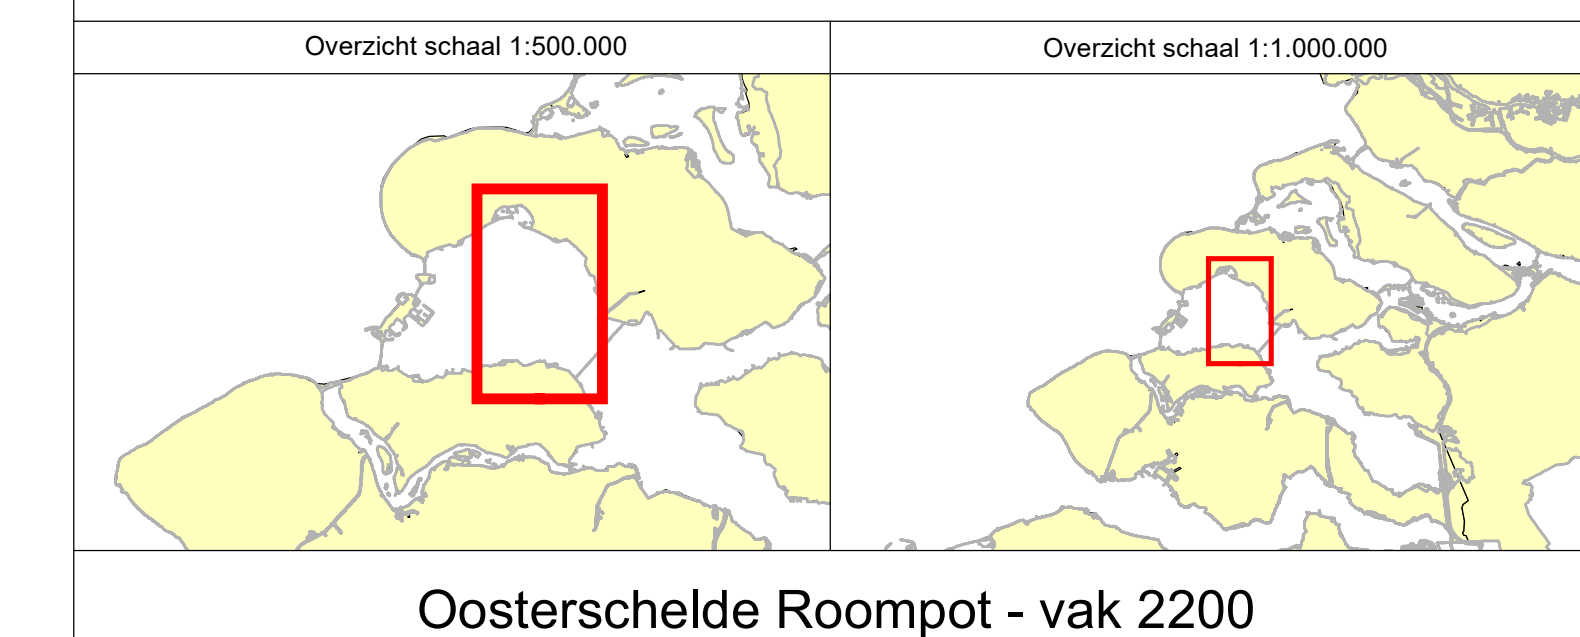 Overzicht schaal 1:500.000
Overzicht schaal 1:1.000.000
Oosterschelde Roompot - vak 2200